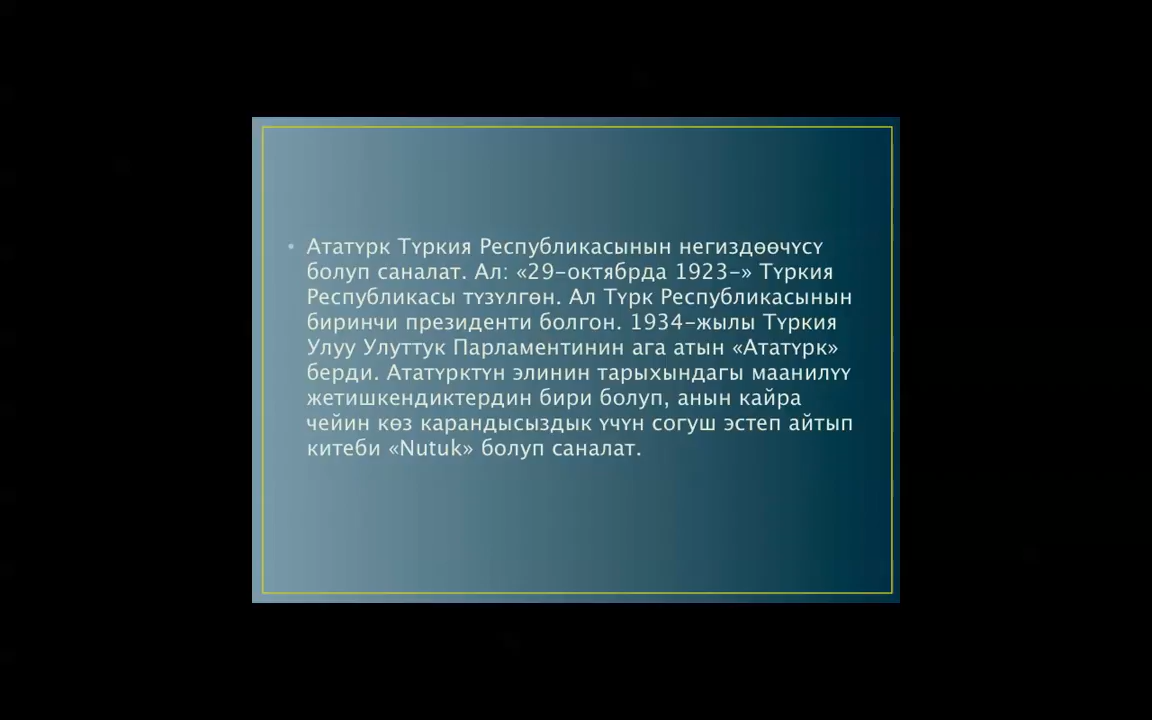 • Ататүрк Түркия Республикасынын негиздөөчүсү
болуп саналат. Ал: «29-октябрда 1923-» Түркия
Республикасы түзүлгөн. Ал Түрк Республикасынын
биринчи президенти болгон. 1934-жылы Түркия
Улуу Улуттук Парламентинин ага атын «Ататүрк»
берди. Ататүрктүн элинин тарыхындагы маанилүү
жетишкендиктердин бири болуп, анын кайра
чейин көз карандысыздык үчүн согуш эстеп айтып
китеби «Nutuk» болуп саналат.